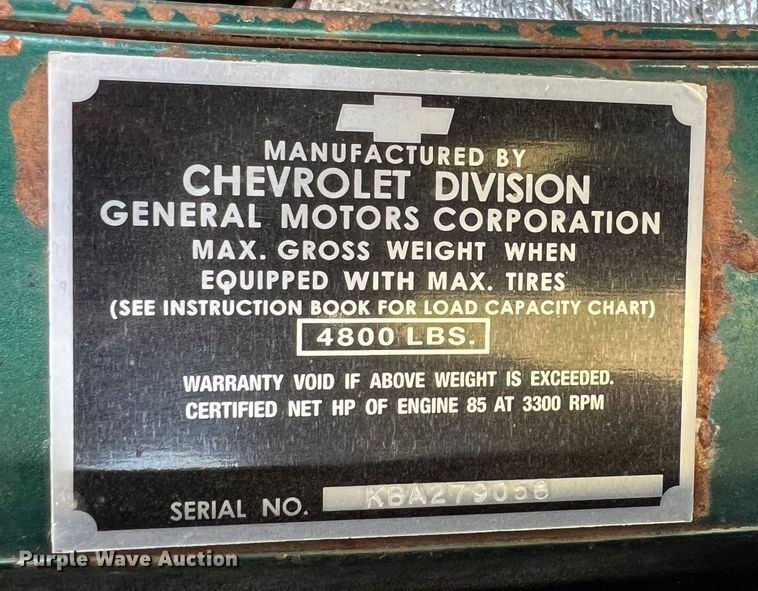 MANUFACTURED BY
CHEVROLET DIVISION
GENERAL MOTORS CORPORATION
MAX. GROSS WEIGHT WHEN
EQUIPPED WITH MAX. TIRES
(SEE INSTRUCTION BOOK FOR LOAD CAPACITY CHART)
4800 LBS.
WARRANTY VOID IF ABOVE WEIGHT IS EXCEEDED.
CERTIFIED NET HP OF ENGINE 85 AT 3300 RPM
SERIAL NO. KBA279058
Purple Wave Auction